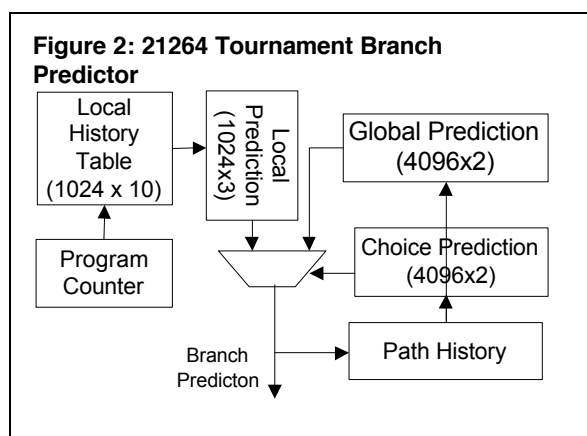 Figure 2: 21264 Tournament Branch
Predictor
Local
History
Table
(1024 x 10)
Local
Prediction
(1024x3)
Global Prediction
(4096x2)
Program
Counter
Choice Prediction
(4096x2)
Path History
Branch
Predicton